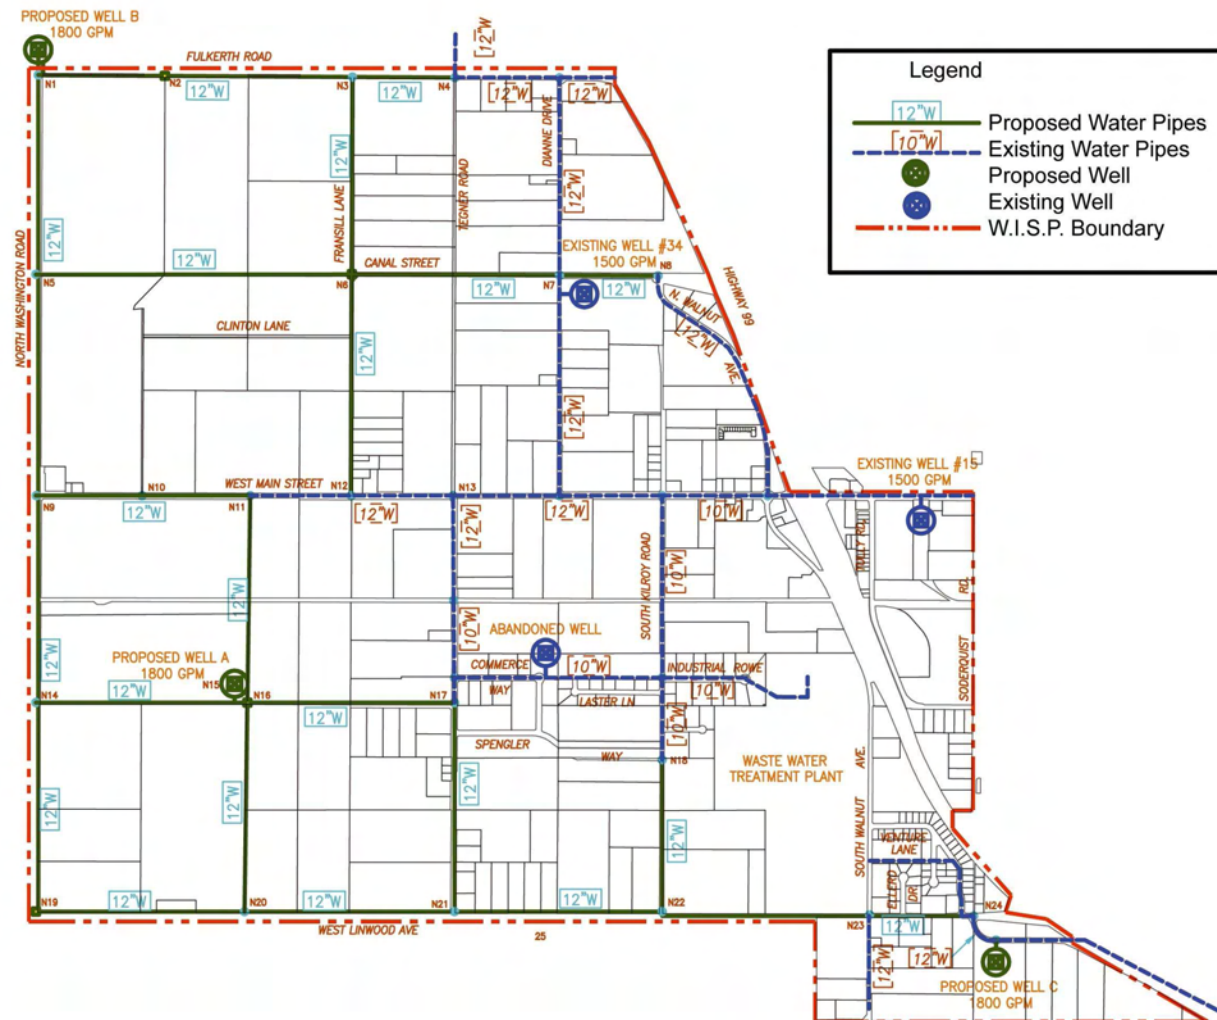 PROPOSED WELL B
1800 GPM
FULKERTH ROAD
[12"W]
Legend
12"W
Proposed Water Pipes
[10"W]
Existing Water Pipes
Proposed Well
Existing Well
W.I.S.P. Boundary
N1
N2
12"W
N3
12"W
N4
[12"W]
[12"W]
12"W
FRANSILL LANE
TEGNER ROAD
DIANNE DRIVE
[12"W]
NORTH WASHINGTON ROAD
12"W
12"W
CANAL STREET
EXISTING WELL #34
1500 GPM
N8
N5
N6
12"W
N7
12"W
N. WALNUT
AVE.
[12"W]
HIGHWAY 99
CLINTON LANE
12"W
[12"W]
WEST MAIN STREET
EXISTING WELL #15
1500 GPM
N9
N10
12"W
N11
N12
[12"W]
N13
[12"W]
[12"W]
[10"W]
TULLY RD.
SOUTH KILROY ROAD
[10"W]
12"W
[10"W]
ABANDONED WELL
RD.
SODERQUIST
12"W
PROPOSED WELL A
1800 GPM
N15
COMMERCE
WAY
[10"W]
INDUSTRIAL ROWE
[10"W]
N14
12"W
N16
12"W
N17
LASTER LN
[10"W]
SPENGLER
WAY
N18
WASTE WATER
TREATMENT PLANT
12"W
12"W
12"W
12"W
SOUTH WALNUT
AVE.
VENTURE
LANE
ELLERD
DR.
N19
12"W
N20
12"W
N21
12"W
N22
N23
12"W
N24
WEST LINWOOD AVE
25
[12"W]
[12"W]
PROPOSED WELL C
1800 GPM